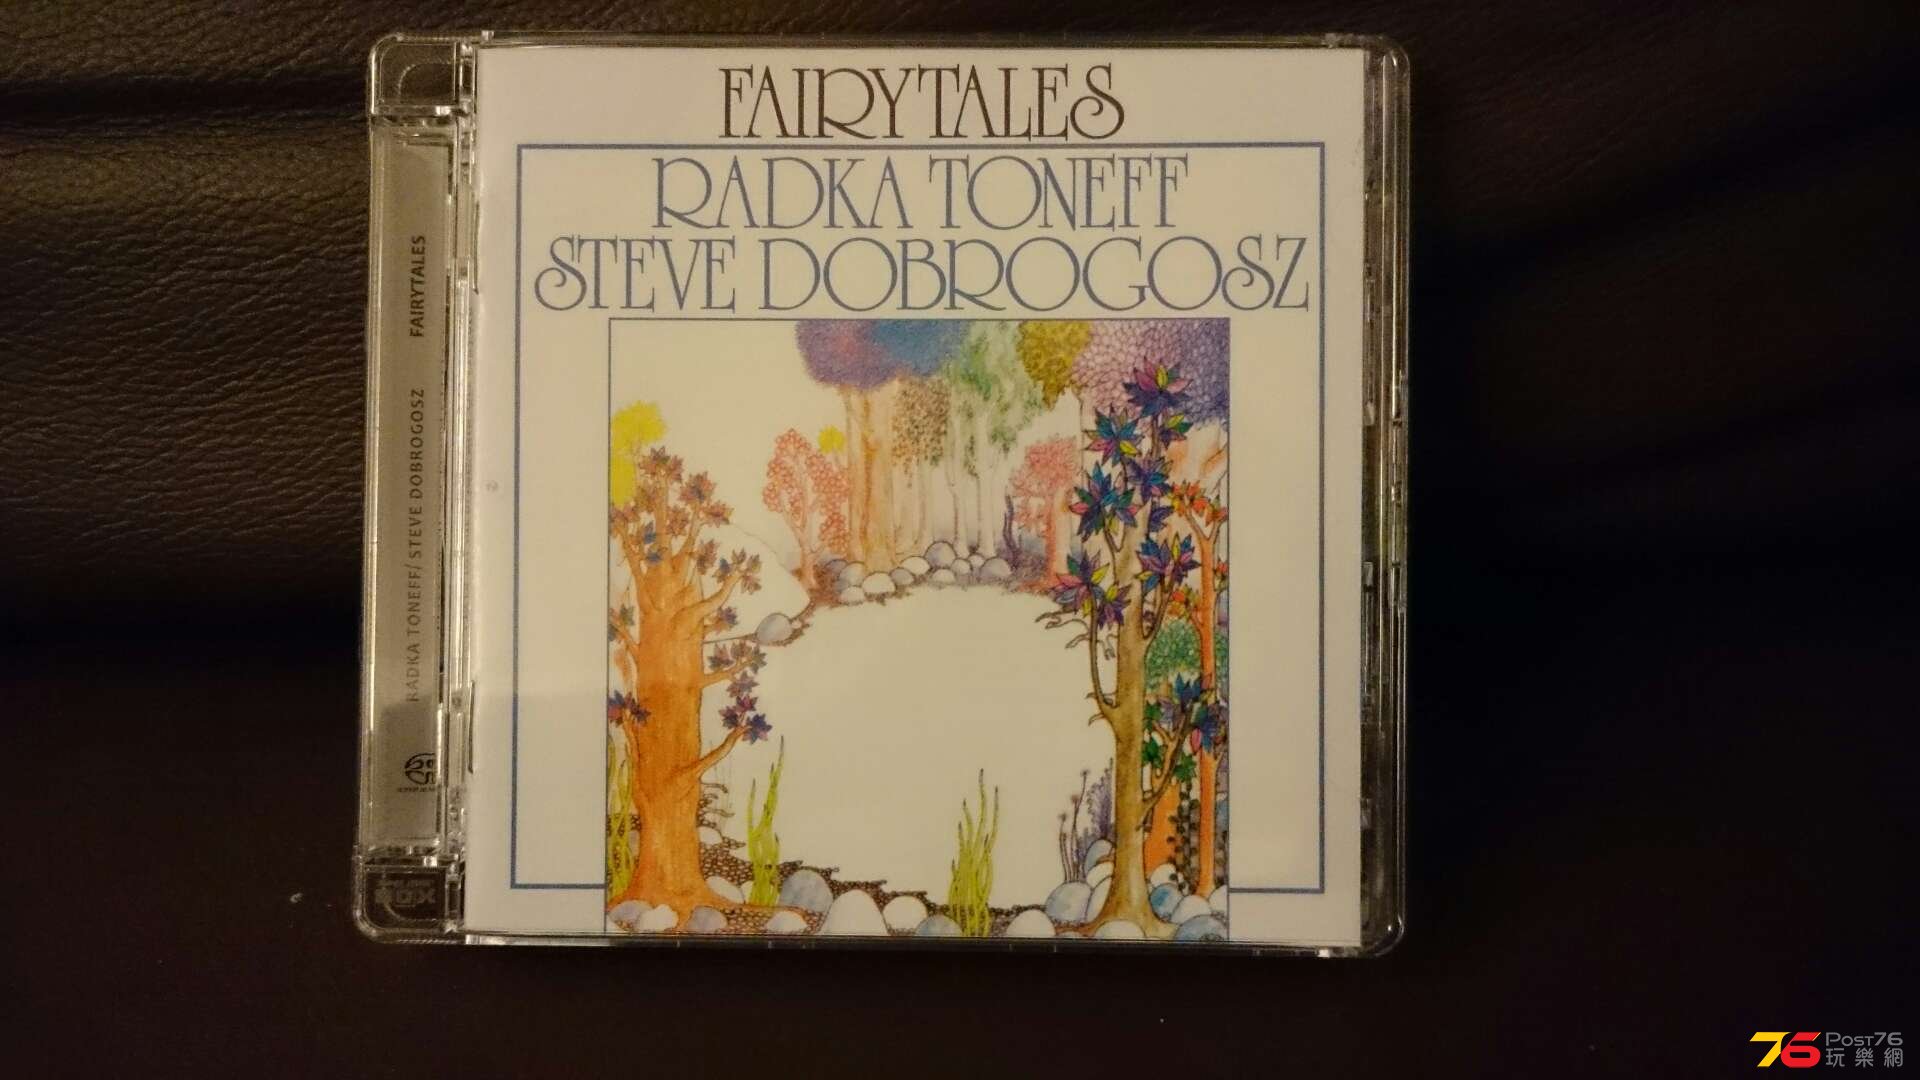 FAIRYTALES
RADKA TONEFF
STEVE DOBROGOSZ
RADKA TONEFF/ STEVE DOBROGOSZ FAIRYTALES
76 POST76
玩樂網